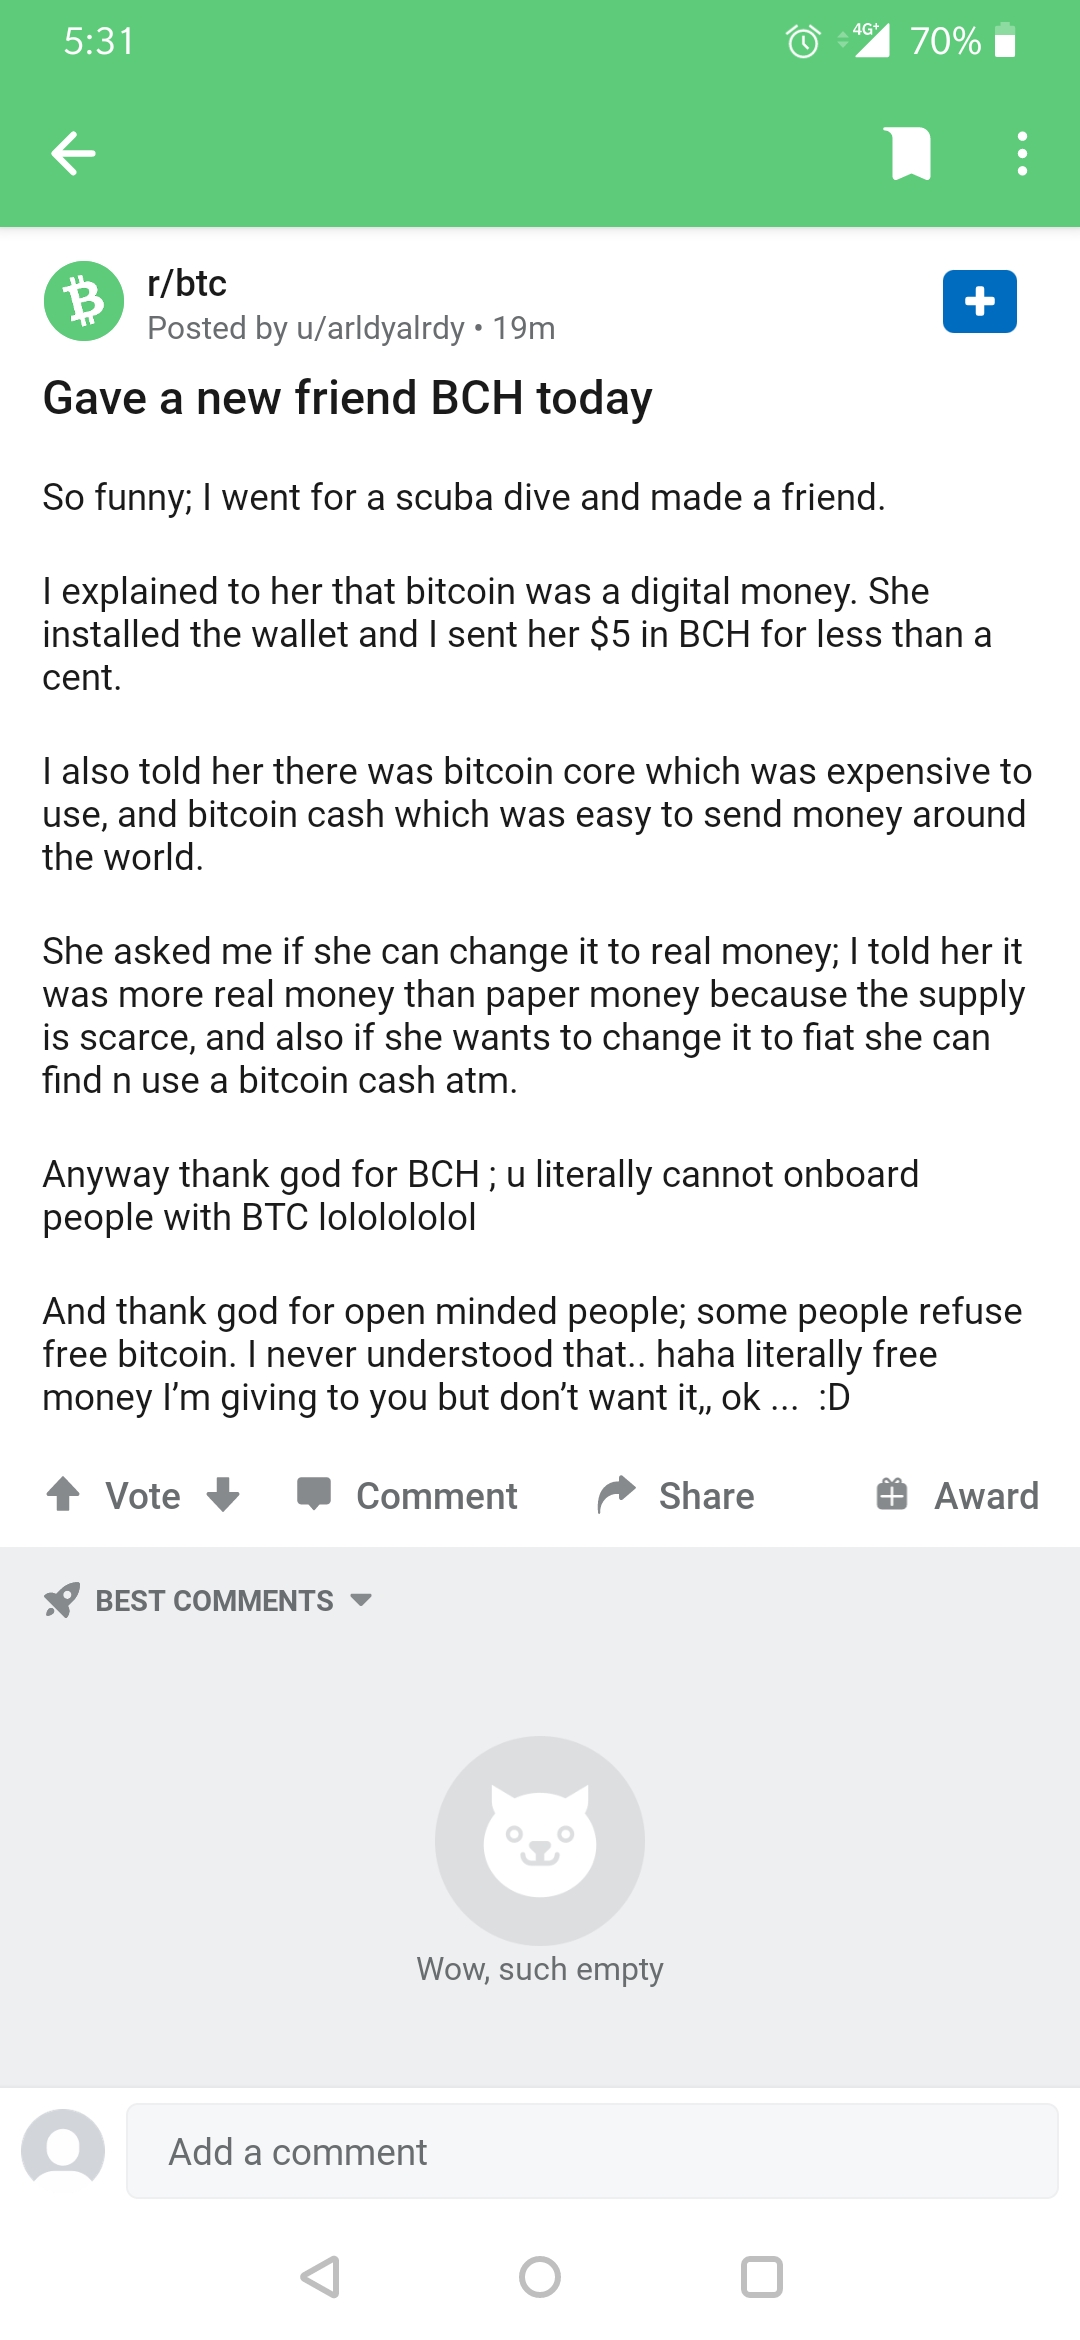 5:31
4G+ 70%
r/btc
Posted by u/arldyalrdy • 19m
Gave a new friend BCH today
So funny; I went for a scuba dive and made a friend.
I explained to her that bitcoin was a digital money. She
installed the wallet and I sent her $5 in BCH for less than a
cent.
I also told her there was bitcoin core which was expensive to
use, and bitcoin cash which was easy to send money around
the world.
She asked me if she can change it to real money; I told her it
was more real money than paper money because the supply
is scarce, and also if she wants to change it to fiat she can
find n use a bitcoin cash atm.
Anyway thank god for BCH ; u literally cannot onboard
people with BTC lolololololol
And thank god for open minded people; some people refuse
free bitcoin. I never understood that.. haha literally free
money I’m giving to you but don’t want it,, ok ...  :D
Vote Comment Share Award
BEST COMMENTS
Wow, such empty
Add a comment